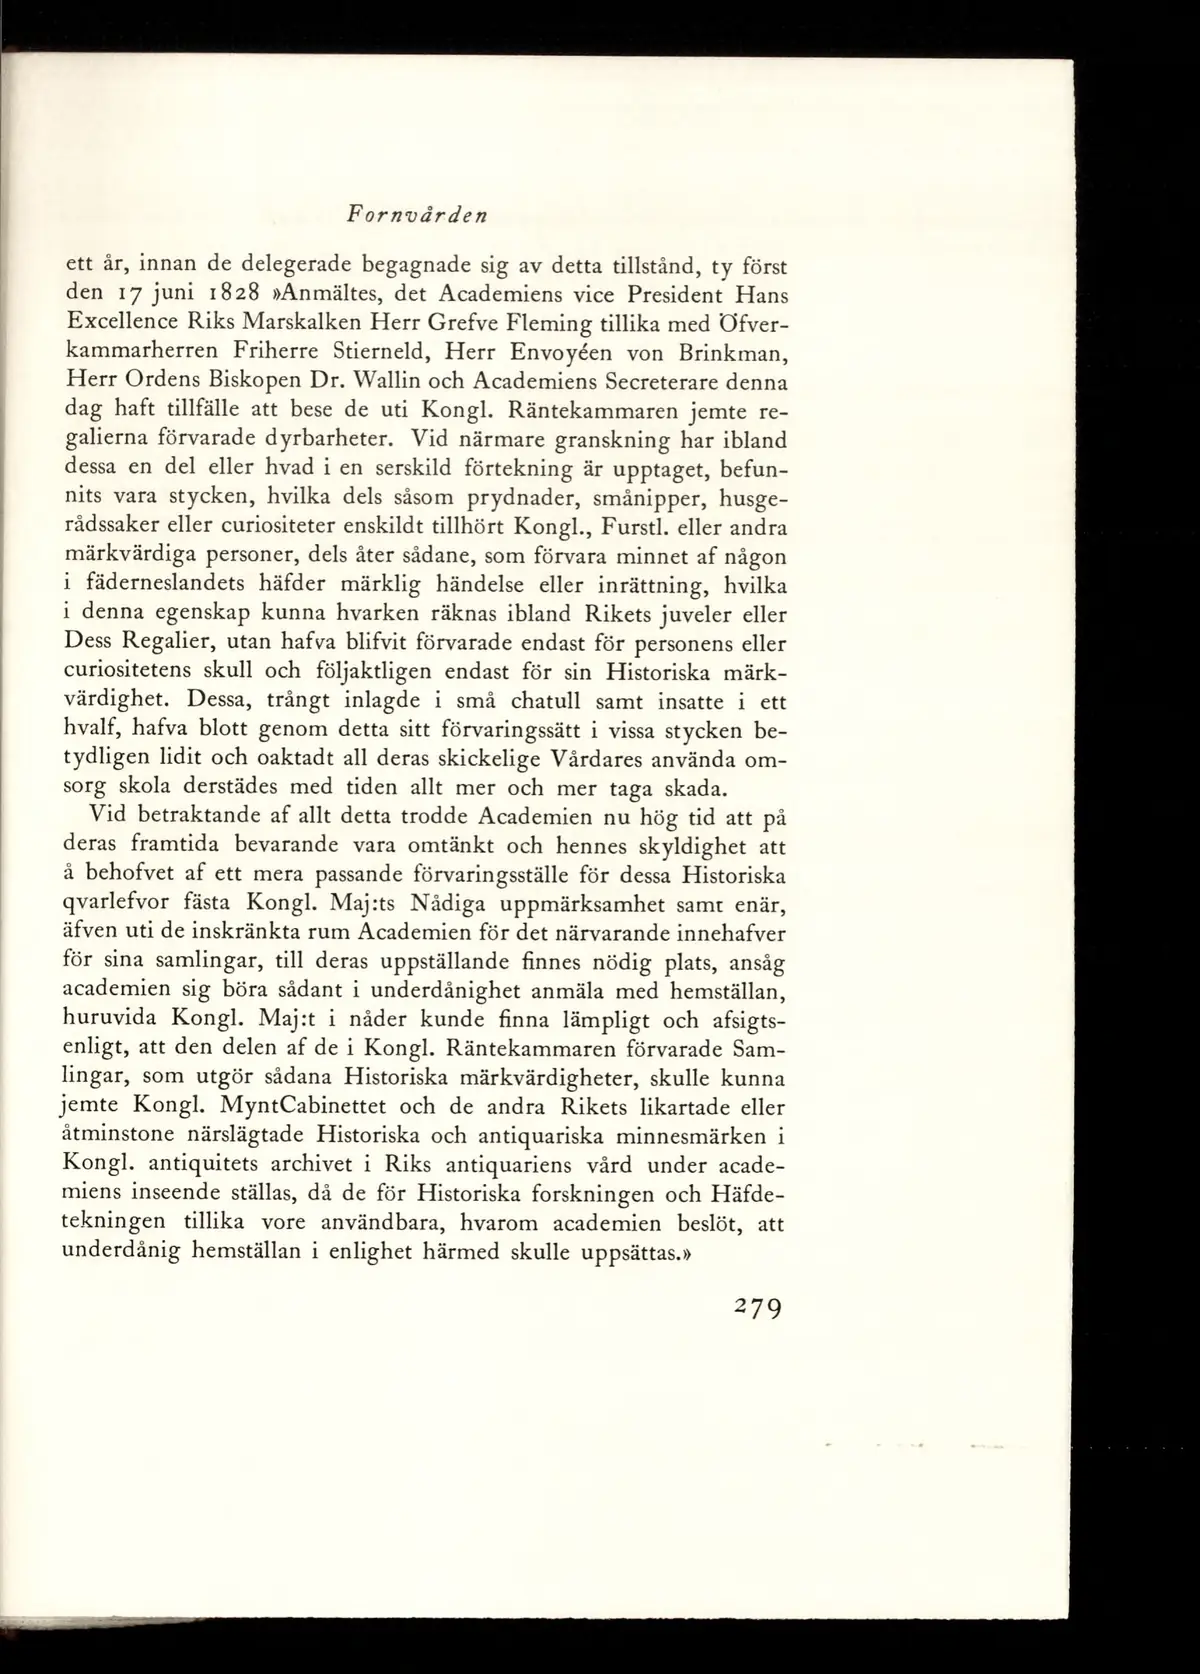 Fornvården
ett år, innan de delegerade begagnade sig av detta tillstånd, ty först
den 17 juni 1828 »Anmältes, det Academiens vice President Hans
Excellence Riks Marskalken Herr Grefve Fleming tillika med Öfver-
kammarherren Friherre Stierneld, Herr Envoyéen von Brinkman,
Herr Ordens Biskopen Dr. Wallin och Academiens Secreterare denna
dag haft tillfälle att bese de uti Kongl. Räntekammaren jemte re-
galierna förvarade dyrbarheter. Vid närmare granskning har ibland
dessa en del eller hvad i en serskild förtekning är upptaget, befun-
nits vara stycken, hvilka dels såsom prydnader, smånipper, husge-
rådssaker eller curiositeter enskildt tillhört Kongl., Furstl. eller andra
märkvärdiga personer, dels åter sådane, som förvara minnet af någon
i fäderneslandets häfder märklig händelse eller inrättning, hvilka
i denna egenskap kunna hvarken räknas ibland Rikets juveler eller
Dess Regalier, utan hafva blifvit förvarade endast för personens eller
curiositetens skull och följaktligen endast för sin Historiska märk-
värdighet. Dessa, trångt inlagde i små chatull samt insatte i ett
hvalf, hafva blott genom detta sitt förvaringssätt i vissa stycken be-
tydligen lidit och oaktadt all deras skickelige Vårdares använda om-
sorg skola derstädes med tiden allt mer och mer taga skada.
Vid betraktande af allt detta trodde Academien nu hög tid att på
deras framtida bevarande vara omtänkt och hennes skyldighet att
å behofvet af ett mera passande förvaringsställe för dessa Historiska
qvarlefvor fästa Kongl. Maj:ts Nådiga uppmärksamhet samt enär,
äfven uti de inskränkta rum Academien för det närvarande innehafver
för sina samlingar, till deras uppställande finnes nödig plats, ansåg
academien sig böra sådant i underdånighet anmäla med hemställan,
huruvida Kongl. Maj:t i nåder kunde finna lämpligt och afsigts-
enligt, att den delen af de i Kongl. Räntekammaren förvarade Sam-
lingar, som utgör sådana Historiska märkvärdigheter, skulle kunna
jemte Kongl. MyntCabinettet och de andra Rikets likartade eller
åtminstone närslägtade Historiska och antiquariska minnesmärken i
Kongl. antiquitets archivet i Riks antiquariens vård under acade-
miens inseende ställas, då de för Historiska forskningen och Häfde-
tekningen tillika vore användbara, hvarom academien beslöt, att
underdånig hemställan i enlighet härmed skulle uppsättas.»
279